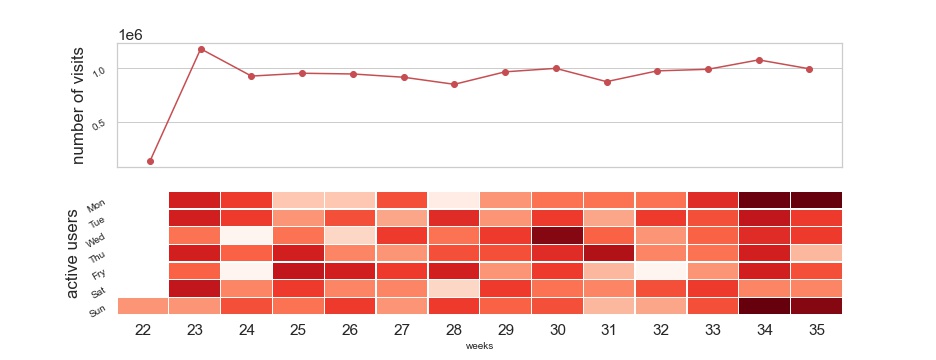 1e6
number of visits
1.0
0.5
active users
Mon
Tue
Wed
Thu
Fry
Sat
Sun
22 23 24 25 26 27 28 29 30 31 32 33 34 35
weeks